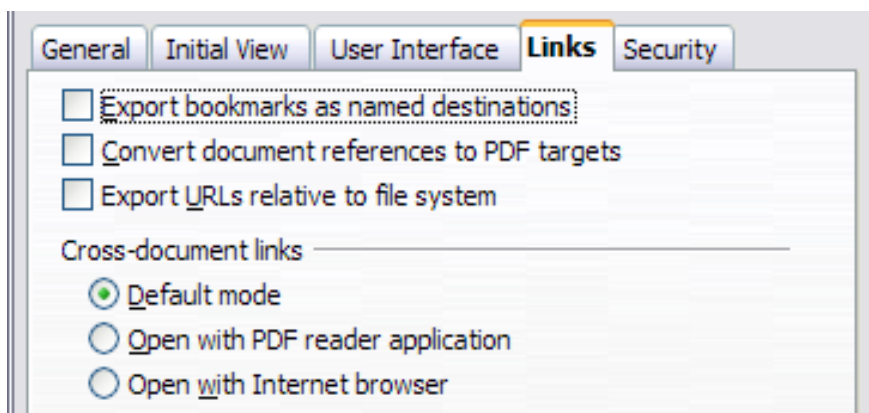 General Initial View User Interface Links Security
Export bookmarks as named destinations
Convert document references to PDF targets
Export URLs relative to file system
Cross-document links
Default mode
Open with PDF reader application
Open with Internet browser